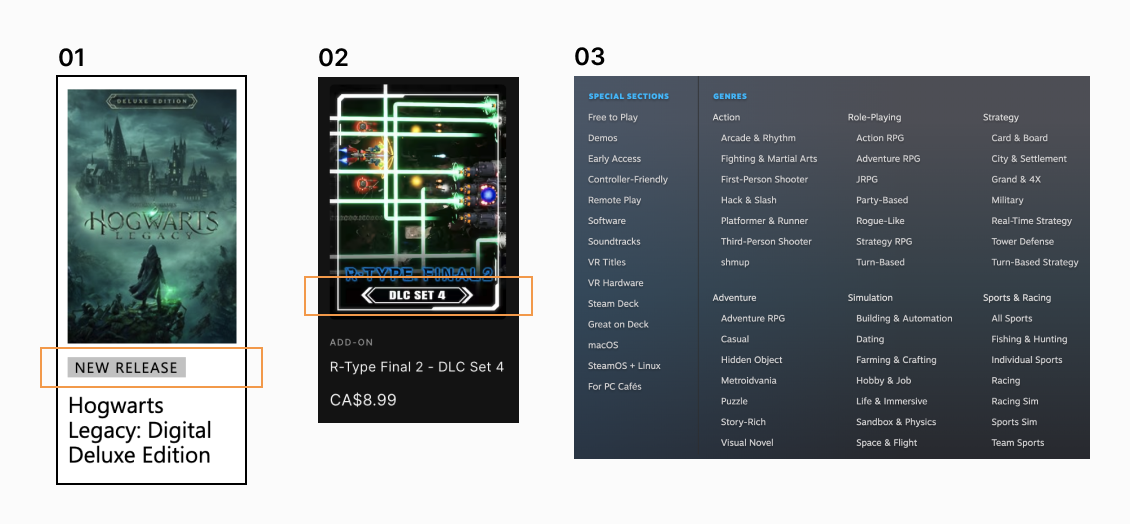 01
DELUXE EDITION
HOGWARTS
LEGACY
NEW RELEASE
Hogwarts
Legacy: Digital
Deluxe Edition
02
R-TYPE FINAL 2
DLC SET 4
ADD-ON
R-Type Final 2 - DLC Set 4
CA$8.99
03
SPECIAL SECTIONS
Free to Play
Demos
Early Access
Controller-Friendly
Remote Play
Software
Soundtracks
VR Titles
VR Hardware
Steam Deck
Great on Deck
macOS
SteamOS + Linux
For PC Cafés
GENRES
Action
Arcade & Rhythm
Fighting & Martial Arts
First-Person Shooter
Hack & Slash
Platformer & Runner
Third-Person Shooter
shmup
Adventure
Adventure RPG
Casual
Hidden Object
Metroidvania
Puzzle
Story-Rich
Visual Novel
Role-Playing
Action RPG
Adventure RPG
JRPG
Party-Based
Rogue-Like
Strategy RPG
Turn-Based
Simulation
Building & Automation
Dating
Farming & Crafting
Hobby & Job
Life & Immersive
Sandbox & Physics
Space & Flight
Strategy
Card & Board
City & Settlement
Grand & 4X
Military
Real-Time Strategy
Tower Defense
Turn-Based Strategy
Sports & Racing
All Sports
Fishing & Hunting
Individual Sports
Racing
Racing Sim
Sports Sim
Team Sports